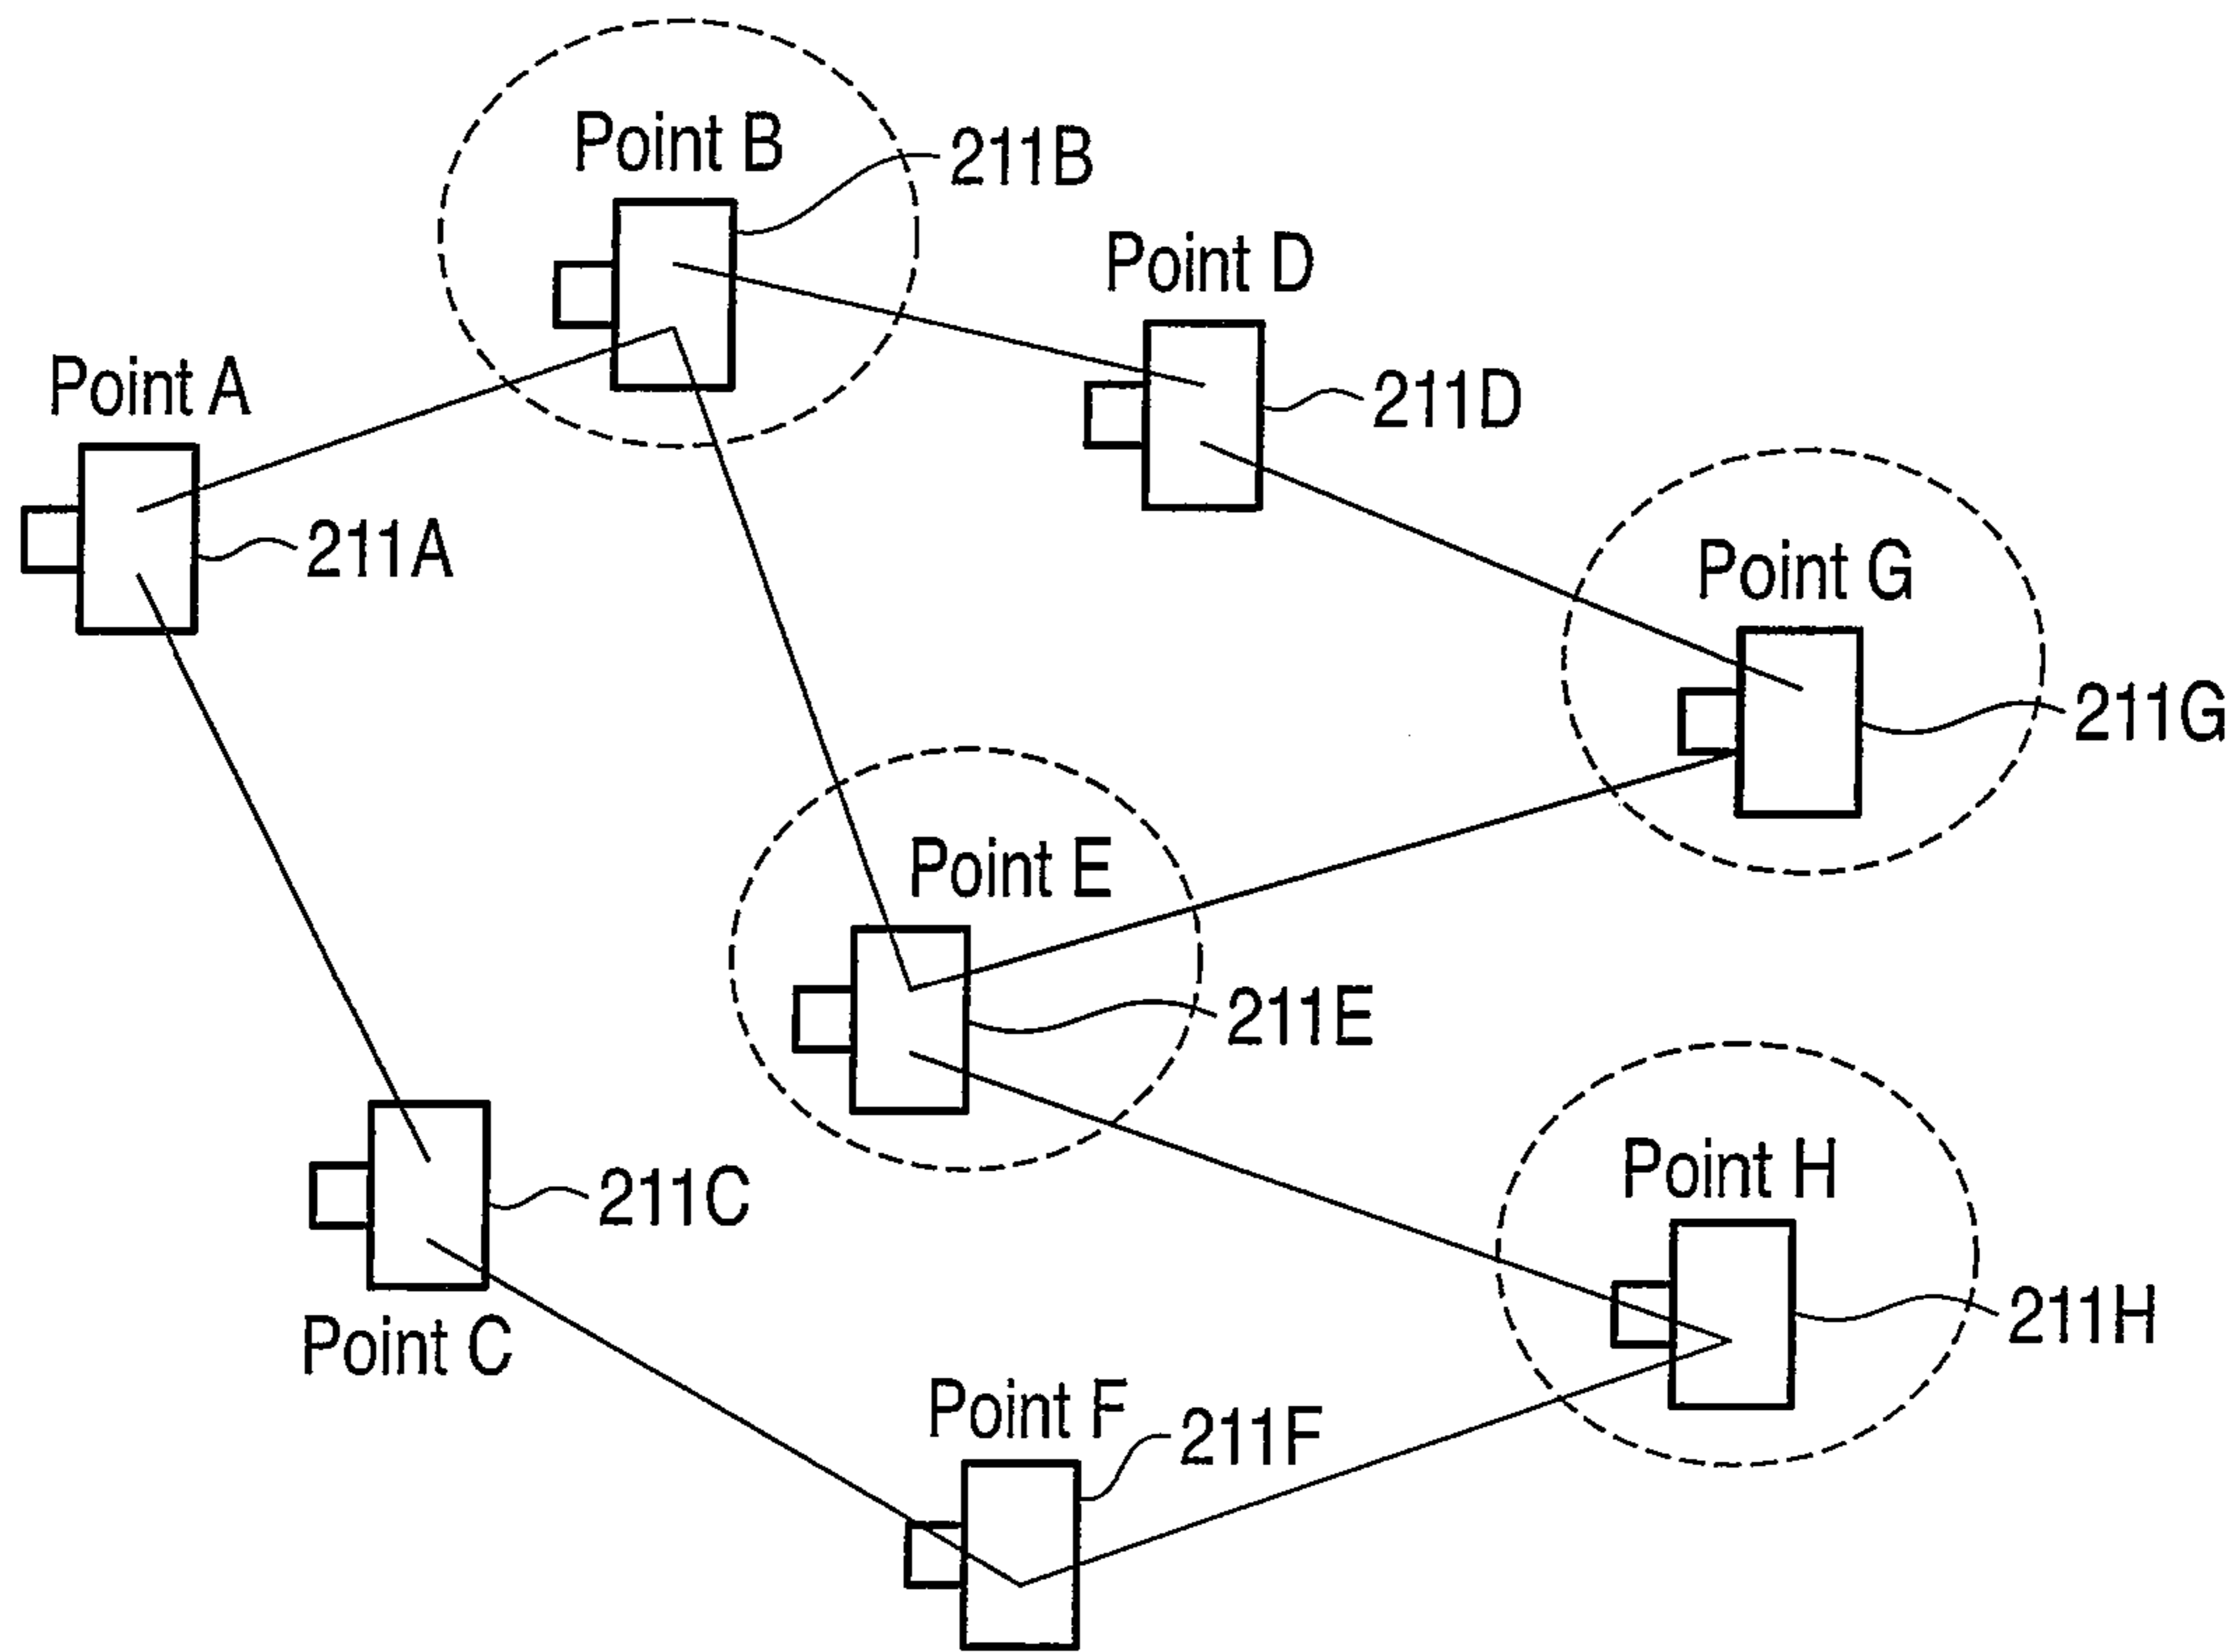 Point B
211B
Point D
211D
Point A
211A
Point G
211G
Point E
211E
Point H
211H
211C
Point C
Point F
211F